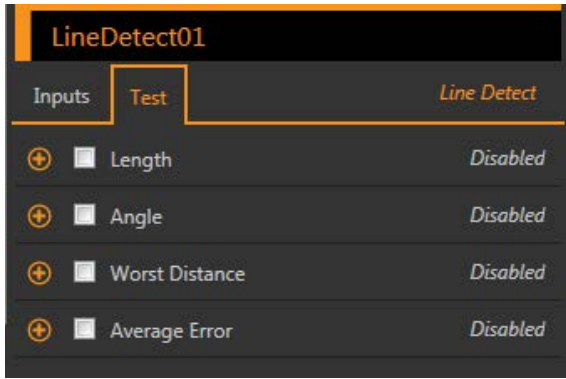 LineDetect01
Inputs Test Line Detect
Length Disabled
Angle Disabled
Worst Distance Disabled
Average Error Disabled